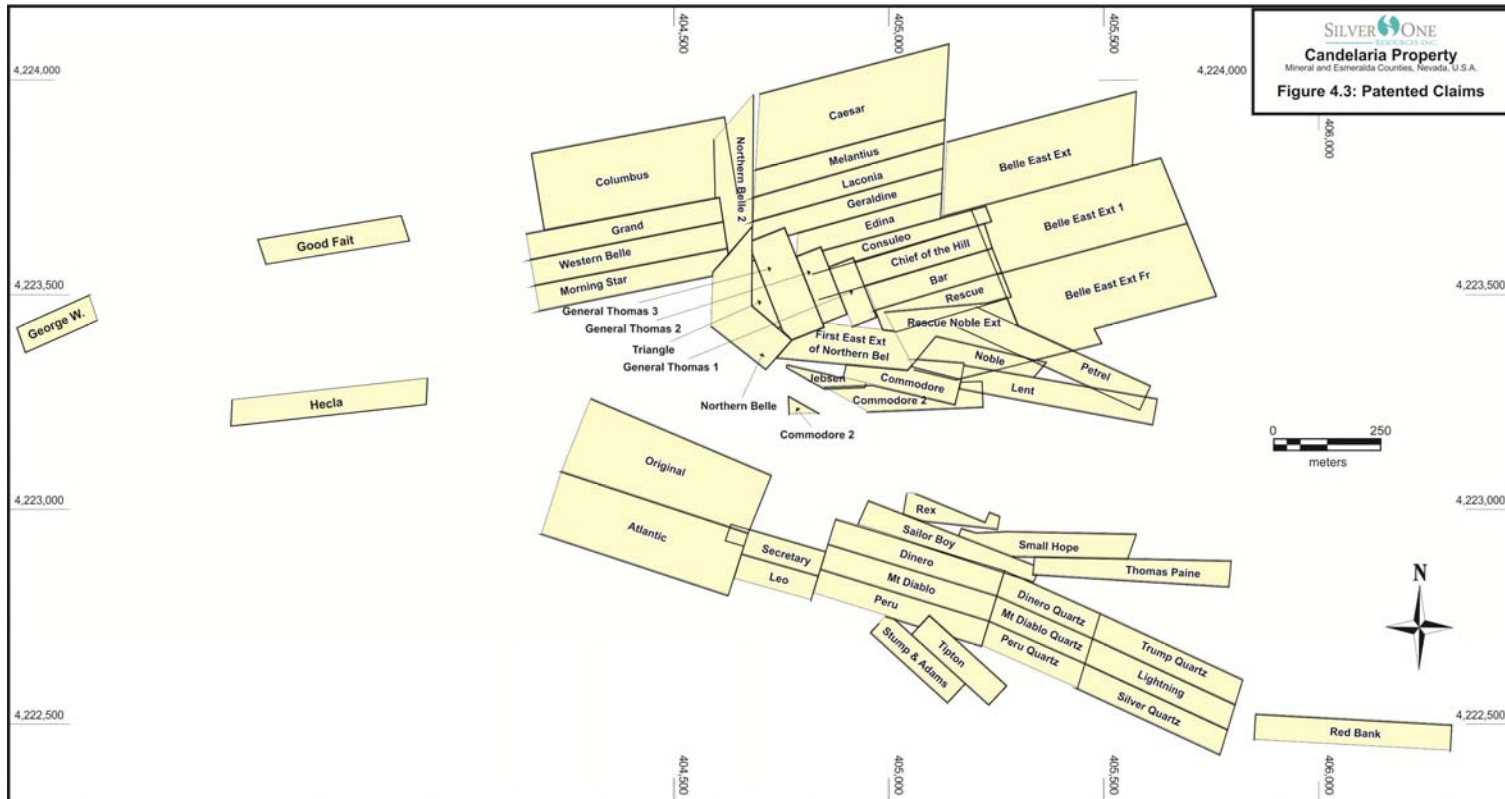 SILVER ONE
RESOURCES INC.
Candelaria Property
Mineral and Esmeralda Counties, Nevada, U.S.A.
Figure 4.3: Patented Claims
404,500
405,000
405,500
406,000
4,224,000
4,224,000
Caesar
Northern Belle 2
Columbus
Melantius
Belle East Ext
Laconia
Geraldine
Edina
Belle East Ext 1
Grand
Good Fait
Consuleo
Chief of the Hill
Western Belle
Bar
Belle East Ext Fr
Morning Star
Rescue
4,223,500
4,223,500
General Thomas 3
George W.
Rescue Noble Ext
General Thomas 2
First East Ext
of Northern Bel
Triangle
Noble
General Thomas 1
Petrel
Jebsen
Commodore
Lent
Hecla
Northern Belle
Commodore 2
Commodore 2
0 250
meters
Original
4,223,000
4,223,000
Rex
Atlantic
Sailor Boy
Small Hope
Secretary
Dinero
Thomas Paine
Leo
Mt Diablo
N
Peru
Dinero Quartz
Mt Diablo Quartz
Peru Quartz
Trump Quartz
Tipton
Stump & Adams
Lightning
Silver Quartz
4,222,500
4,222,500
Red Bank
404,500
405,000
405,500
406,000